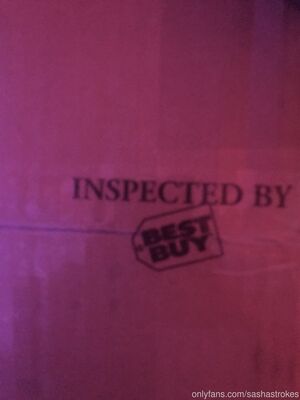 INSPECTED BY
BEST
BUY
onlyfans.com/sashastrokes